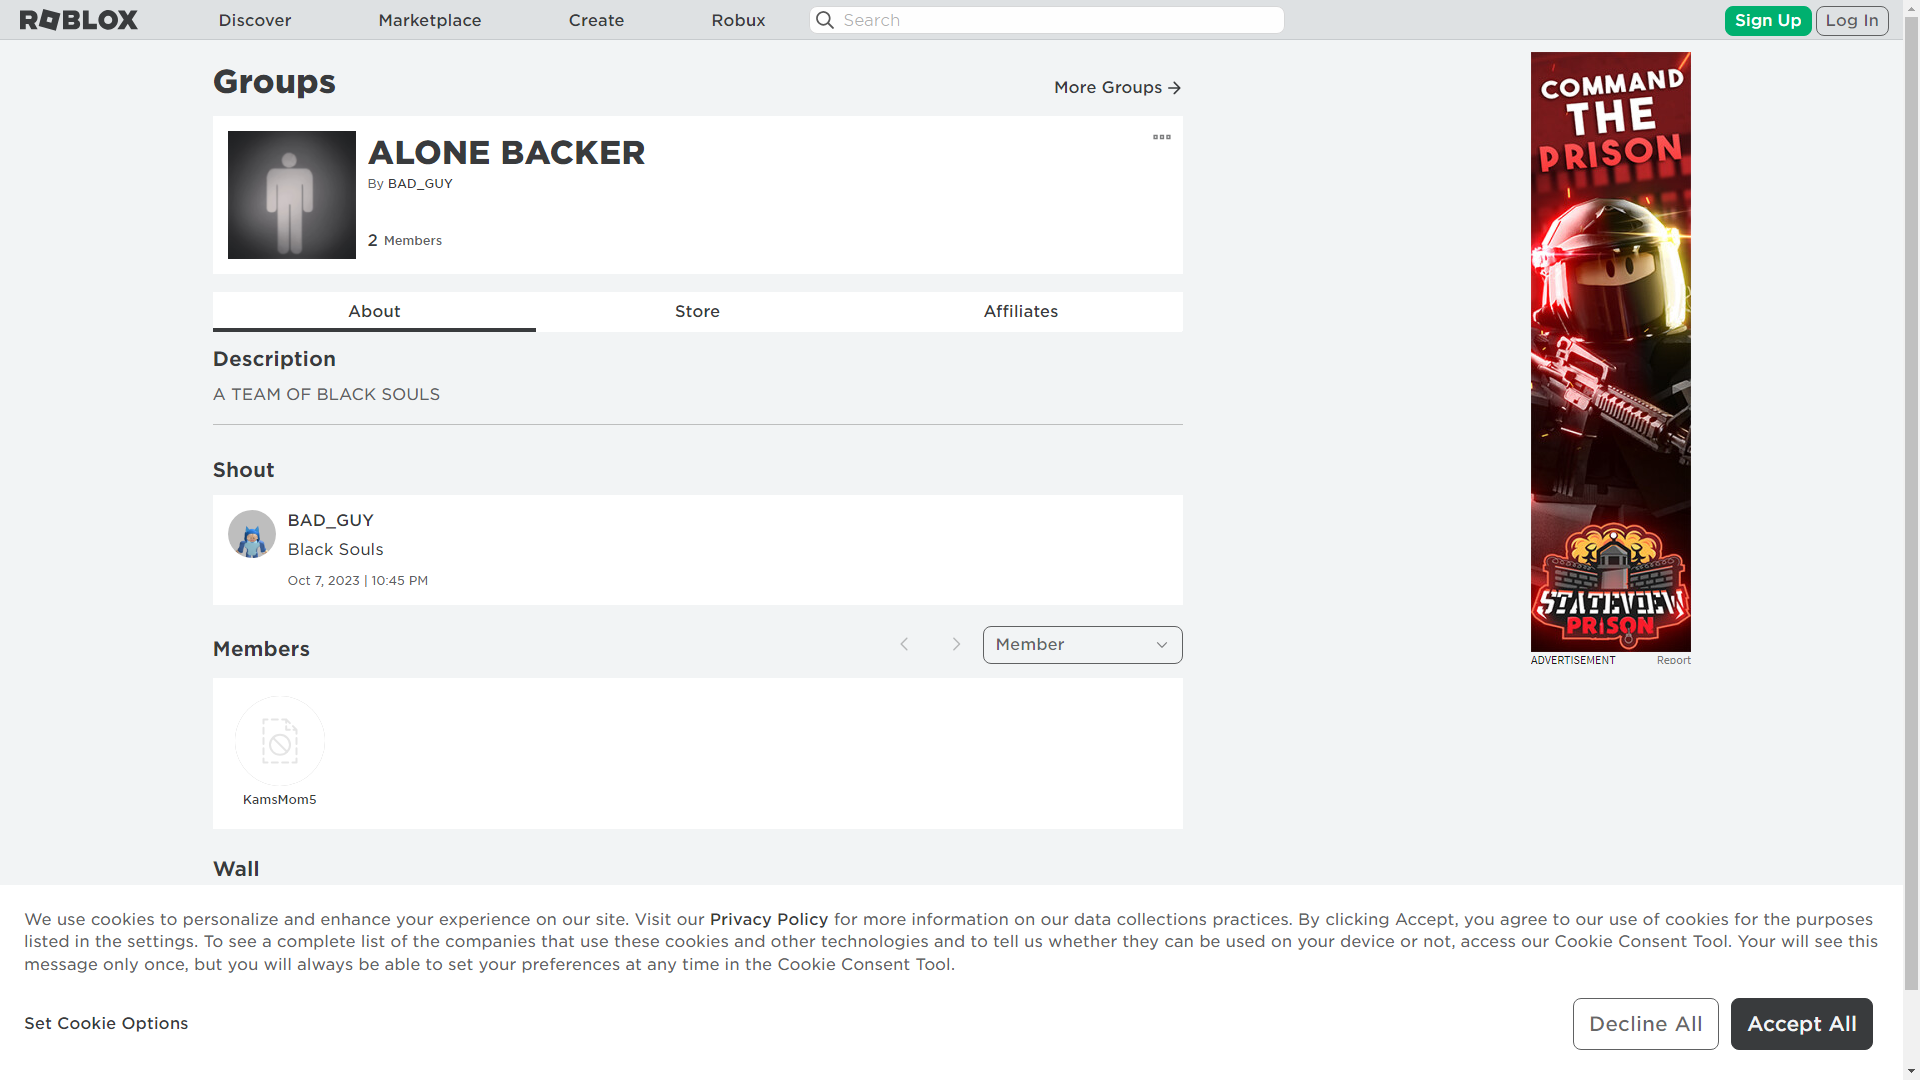 ROBLOX
Discover
Marketplace
Create
Robux
Search
Sign Up
Log In
Groups
More Groups
ALONE BACKER
By BAD_GUY
2 Members
About
Store
Affiliates
Description
A TEAM OF BLACK SOULS
Shout
BAD_GUY
Black Souls
Oct 7, 2023 | 10:45 PM
Members
Member
KamsMom5
Wall
COMMAND
THE
PRISON
STATEVIEW
PRISON
ADVERTISEMENT
Report
We use cookies to personalize and enhance your experience on our site. Visit our Privacy Policy for more information on our data collections practices. By clicking Accept, you agree to our use of cookies for the purposes
listed in the settings. To see a complete list of the companies that use these cookies and other technologies and to tell us whether they can be used on your device or not, access our Cookie Consent Tool. Your will see this
message only once, but you will always be able to set your preferences at any time in the Cookie Consent Tool.
Set Cookie Options
Decline All
Accept All